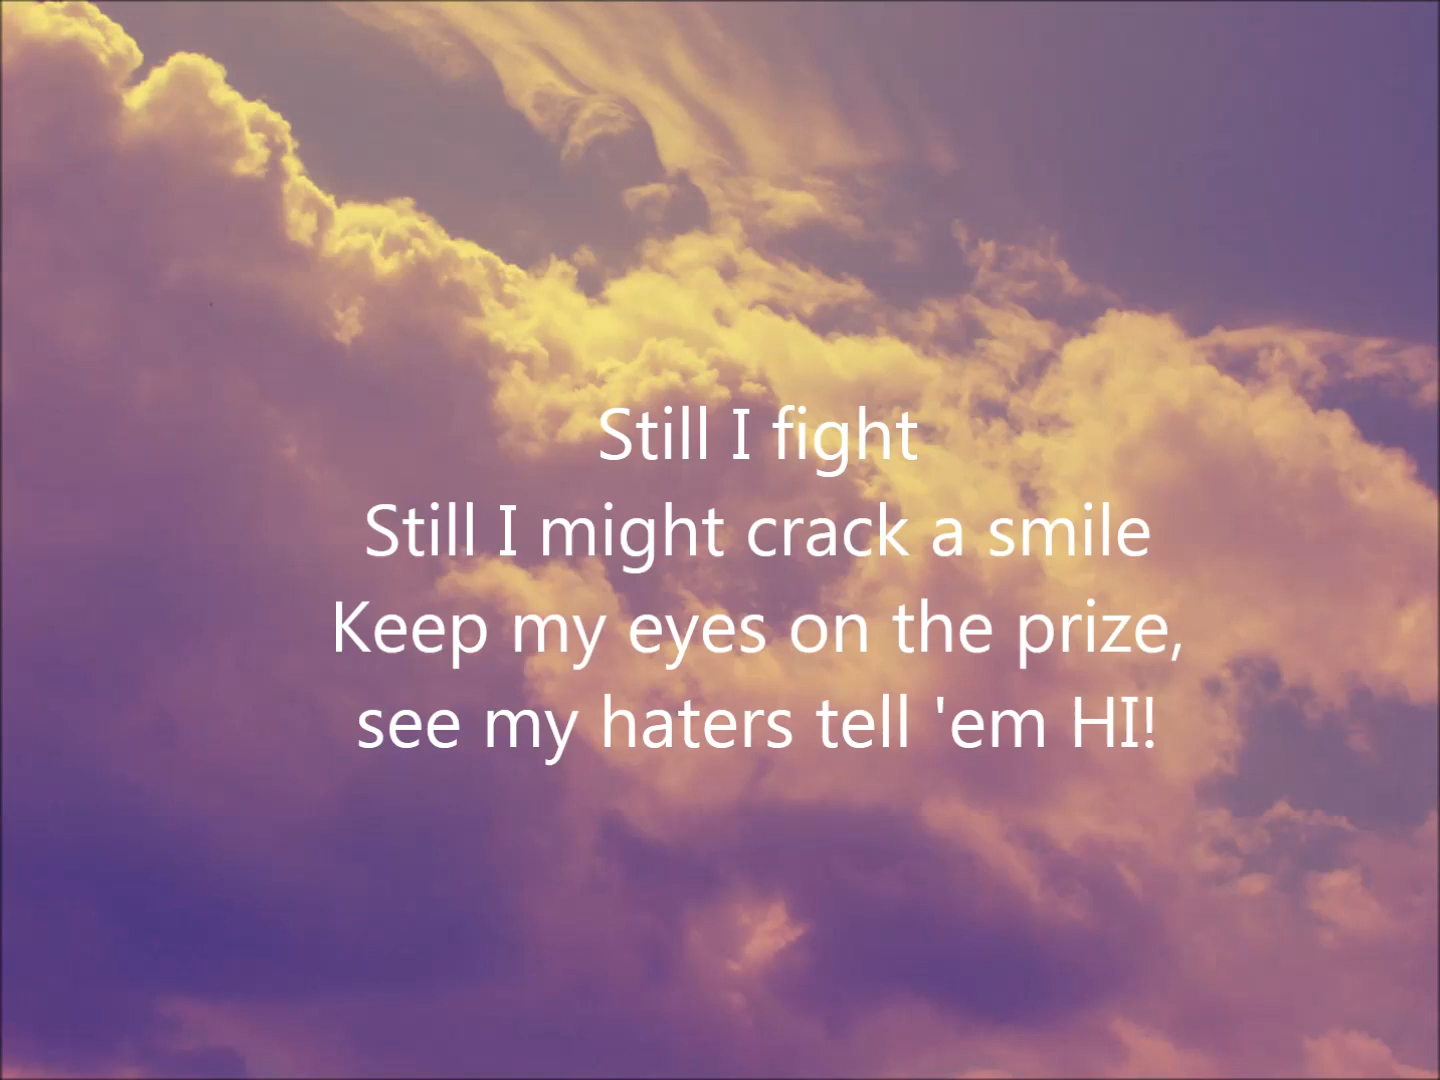 Still I fight
Still I might crack a smile
Keep my eyes on the prize,
see my haters tell 'em HI!